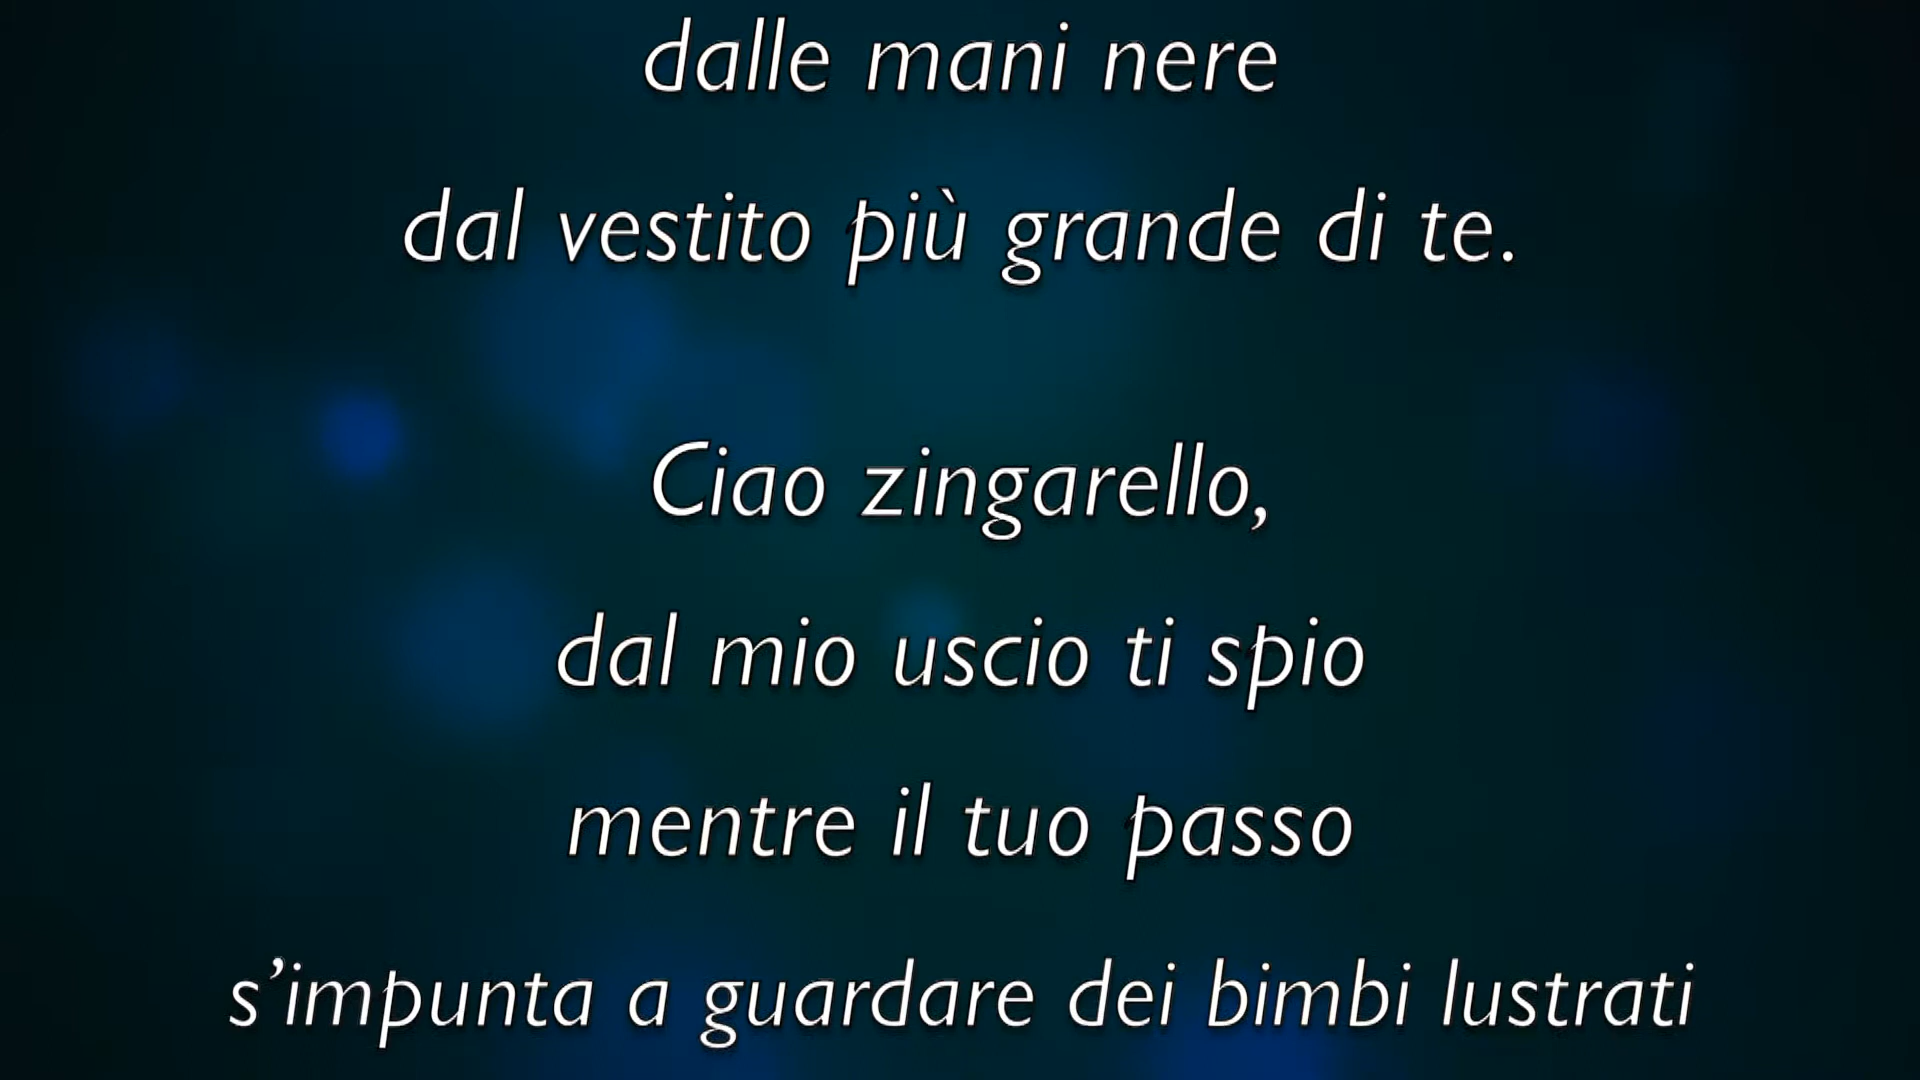 dalle mani nere
dal vestito più grande di te.
Ciao zingarello,
dal mio uscio ti spio
mentre il tuo passo
s’impunta a guardare dei bimbi lustrati